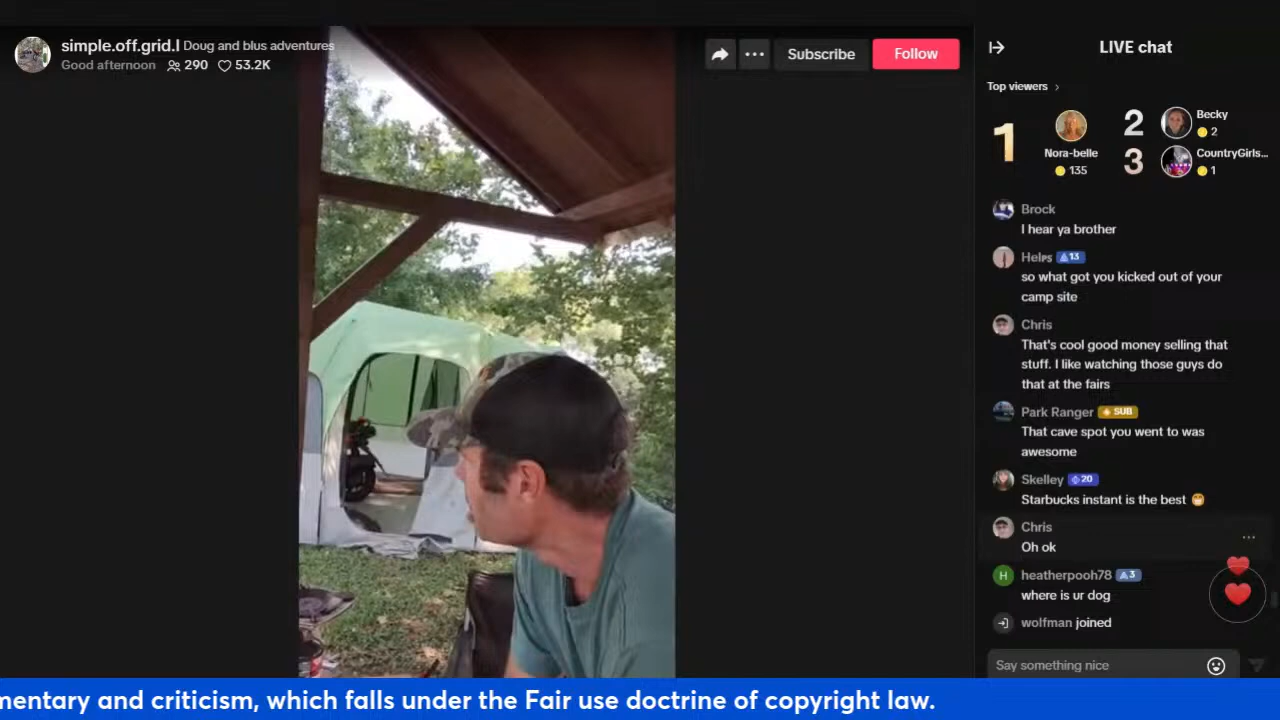 simple.off.grid.l Doug and blus adventures
Good afternoon 290 53.2K
Subscribe
Follow
LIVE chat
Top viewers
1
Nora-belle
135
2
Becky
2
3
CountryGirls...
1
Brock
I hear ya brother
Helps 13
so what got you kicked out of your
camp site
Chris
That's cool good money selling that
stuff. I like watching those guys do
that at the fairs
Park Ranger SUB
That cave spot you went to was
awesome
Skelley 20
Starbucks instant is the best 😁
Chris
Oh ok
H heatherpooh78 3
where is ur dog
wolfman joined
Say something nice
mentary and criticism, which falls under the Fair use doctrine of copyright law.